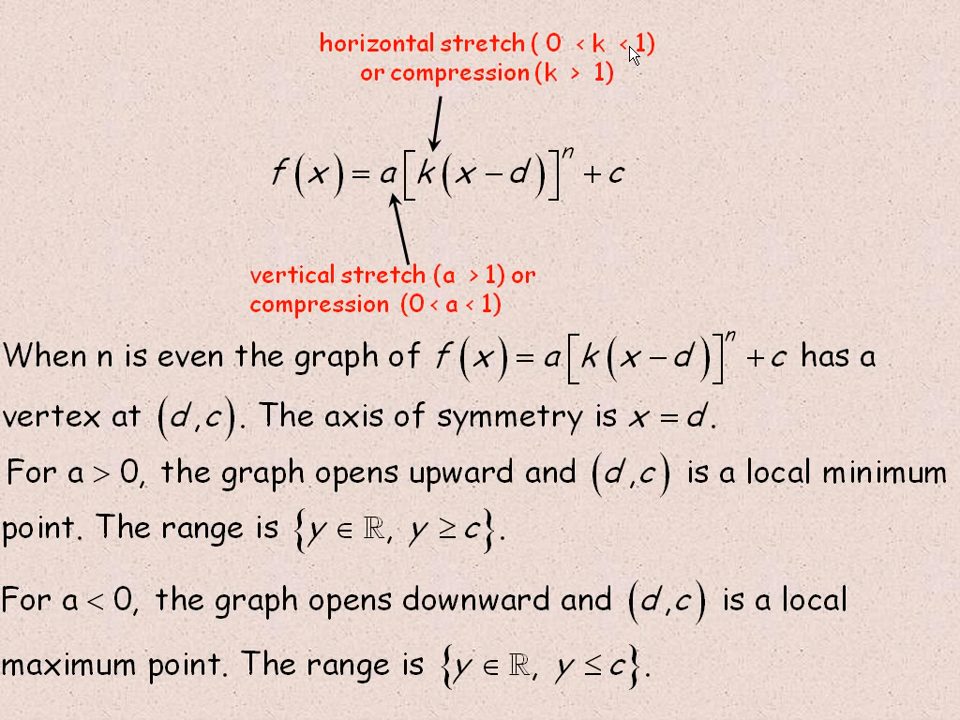 horizontal stretch ( 0 < k < 1)
or compression (k > 1)
f(x) = a[k(x − d)]ⁿ + c
vertical stretch (a > 1) or
compression (0 < a < 1)
When n is even the graph of f(x) = a[k(x − d)]ⁿ + c has a
vertex at (d,c). The axis of symmetry is x = d.
For a > 0, the graph opens upward and (d,c) is a local minimum
point. The range is {y ∈ ℝ, y ≥ c}.
For a < 0, the graph opens downward and (d,c) is a local
maximum point. The range is {y ∈ ℝ, y ≤ c}.